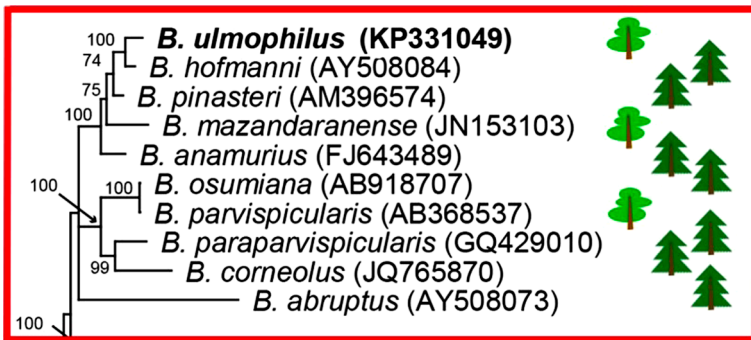 100
B. ulmophilus (KP331049)
74
B. hofmanni (AY508084)
75
B. pinasteri (AM396574)
100
B. mazandaranense (JN153103)
B. anamurius (FJ643489)
100
100
B. osumiana (AB918707)
B. parvispicularis (AB368537)
B. paraparvispicularis (GQ429010)
99
B. corneolus (JQ765870)
B. abruptus (AY508073)
100